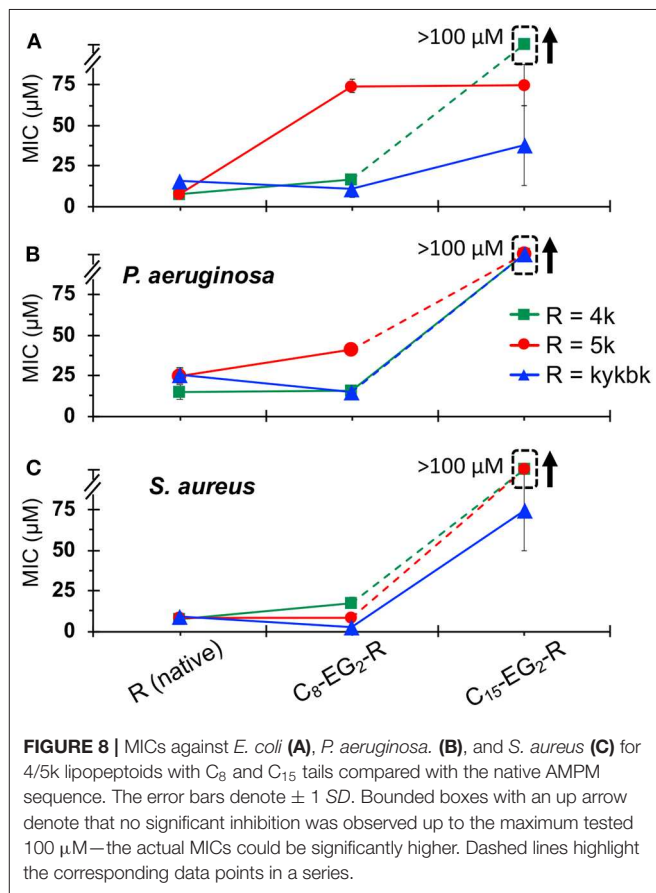 A
>100 µM
MIC (µM)
75
50
25
0
B
P. aeruginosa
>100 µM
MIC (µM)
75
50
25
0
R = 4k
R = 5k
R = kykbk
C
S. aureus
>100 µM
MIC (µM)
75
50
25
0
R (native)
C₈-EG₂-R
C₁₅-EG₂-R
FIGURE 8 | MICs against E. coli (A), P. aeruginosa. (B), and S. aureus (C) for
4/5k lipopeptoids with C₈ and C₁₅ tails compared with the native AMPM
sequence. The error bars denote ± 1 SD. Bounded boxes with an up arrow
denote that no significant inhibition was observed up to the maximum tested
100 µM—the actual MICs could be significantly higher. Dashed lines highlight
the corresponding data points in a series.